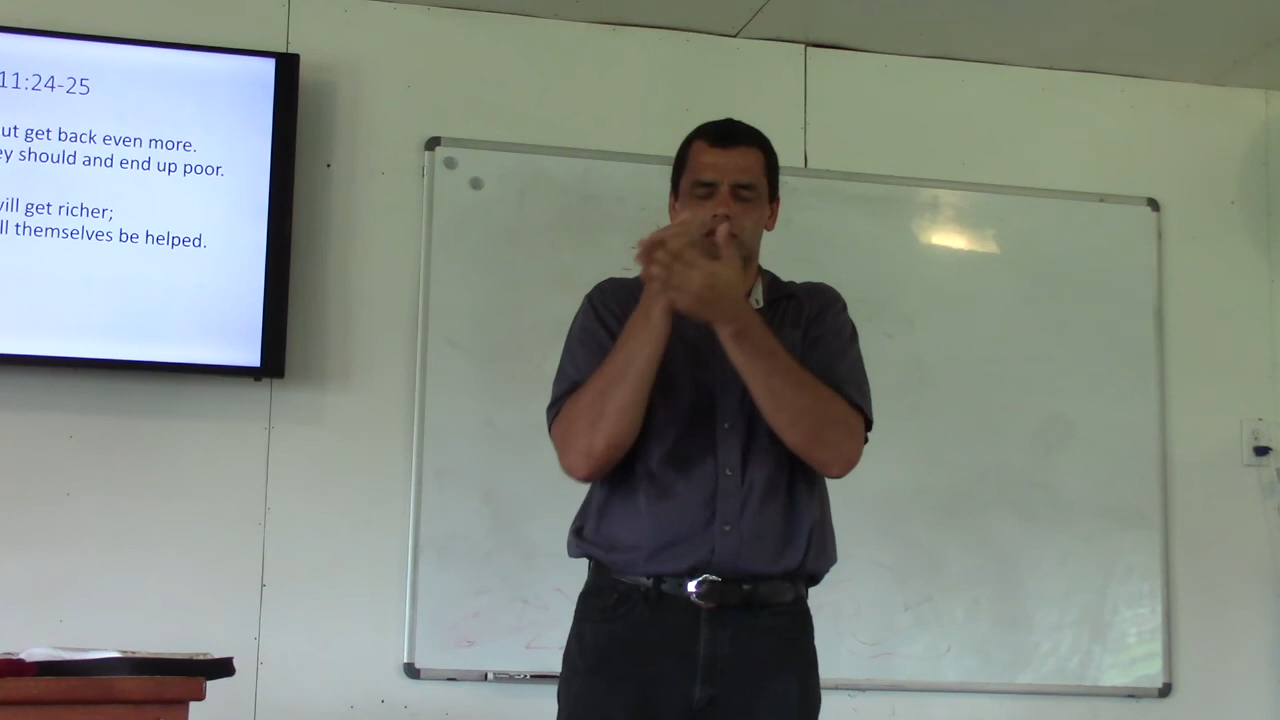 11:24-25
ut get back even more.
ey should and end up poor.
will get richer;
ll themselves be helped.